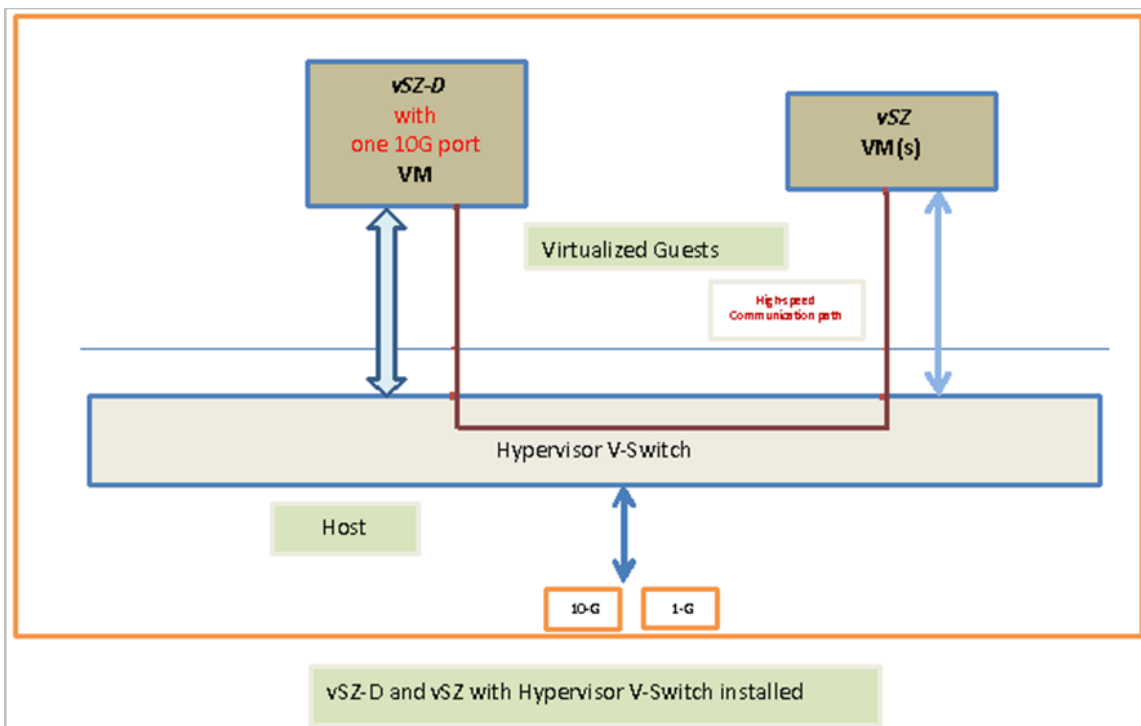 vSZ-D
with
one 10G port
VM
vSZ
VM(s)
Virtualized Guests
High-speed
Communication path
Hypervisor V-Switch
Host
10-G
1-G
vSZ-D and vSZ with Hypervisor V-Switch installed